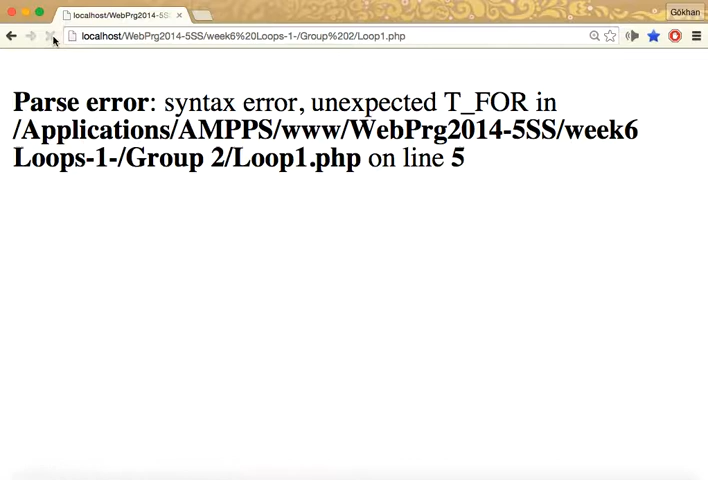 localhost/WebPrg2014-5S
Gökhan
localhost/WebPrg2014-5SS/week6%20Loops-1-/Group%202/Loop1.php
Parse error: syntax error, unexpected T_FOR in
/Applications/AMPPS/www/WebPrg2014-5SS/week6
Loops-1-/Group 2/Loop1.php on line 5